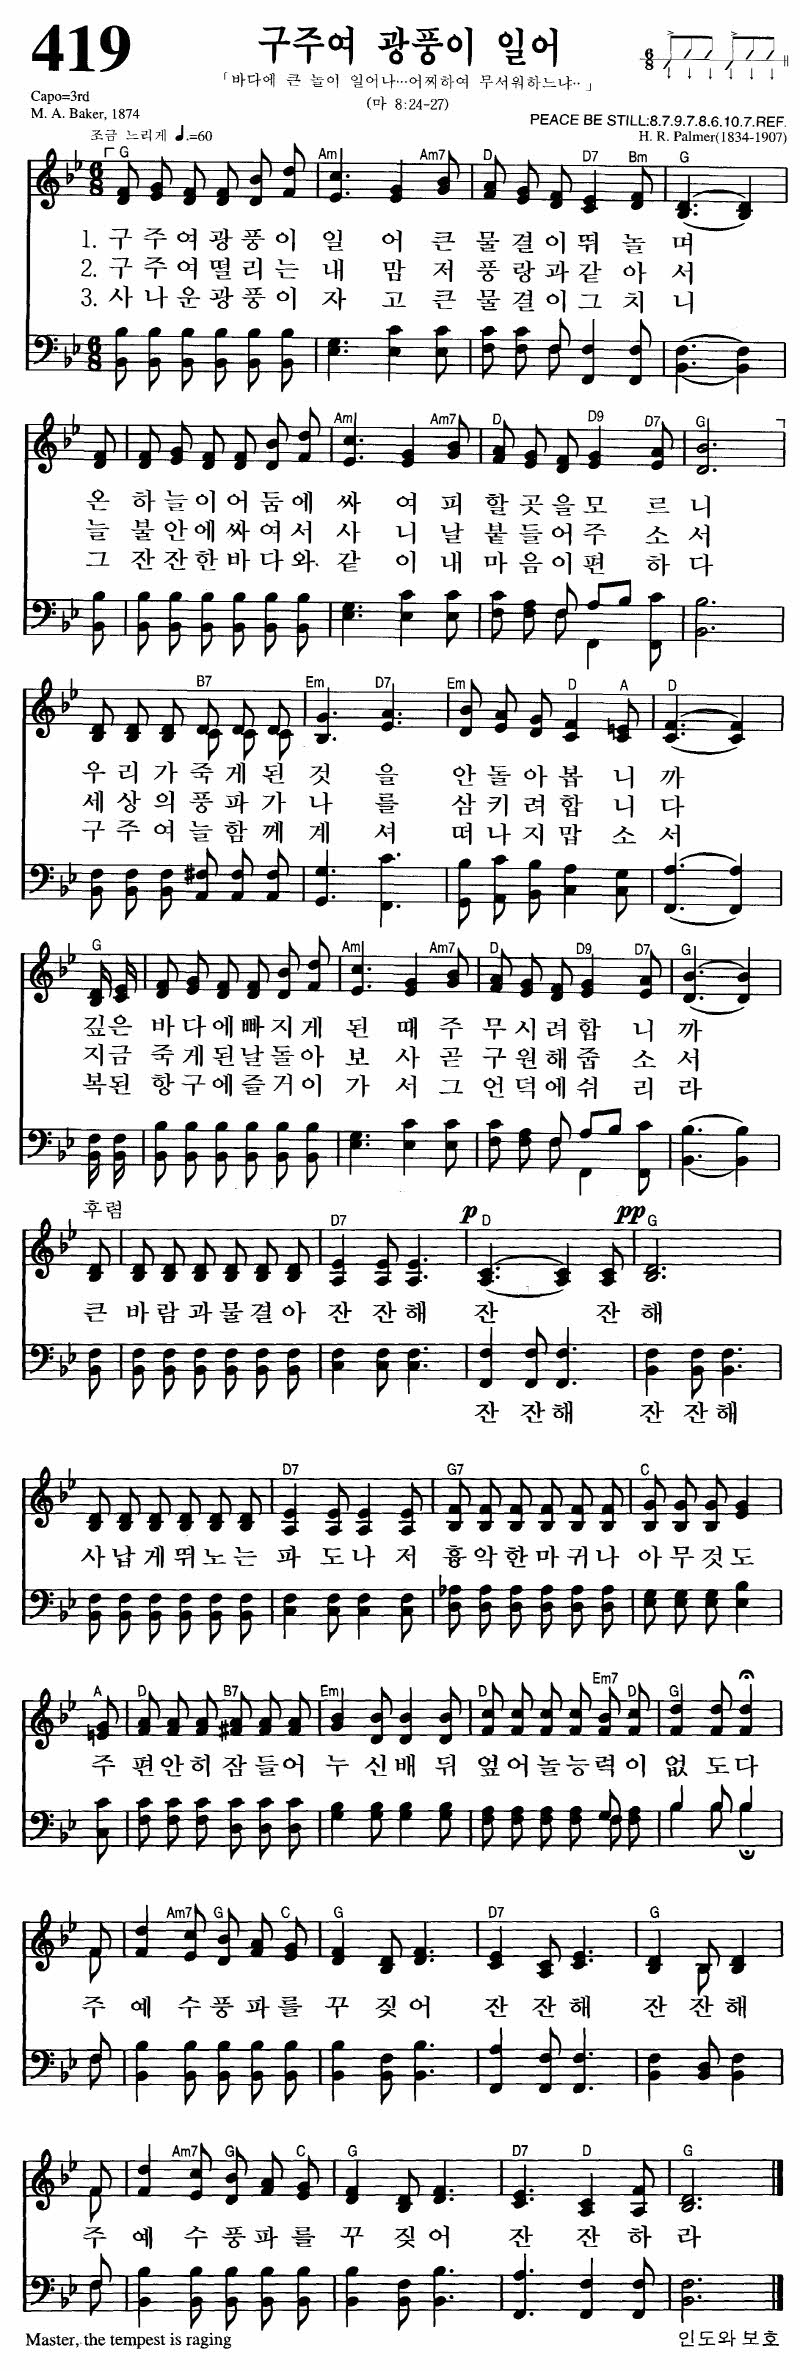 419
구주여 광풍이 일어
「바다에 큰 놀이 일어나…어찌하여 무서워하느냐‥」
(마 8:24-27)
6 8
Capo=3rd
M. A. Baker, 1874
PEACE BE STILL:8.7.9.7.8.6.10.7.REF.
H. R. Palmer(1834-1907)
조금 느리게 ♩.=60
G Am Am7 D D7 Bm G
1. 구 주 여 광 풍 이 일 어 큰 물 결 이 뛰 놀 며
2. 구 주 여 떨 리 는 내 맘 저 풍 랑 과 같 아 서
3. 사 나 운 광 풍 이 자 고 큰 물 결 이 그 치 니
Am Am7 D D9 D7 G
온 하 늘 이 어 둠 에 싸 여 피 할 곳 을 모 르 니
늘 불 안 에 싸 여 서 사 니 날 붙 들 어 주 소 서
그 잔 잔 한 바 다 와 같 이 내 마 음 이 편 하 다
B7 Em D7 Em D A D
우 리 가 죽 게 된 것 을 안 돌 아 봅 니 까
세 상 의 풍 파 가 나 를 삼 키 려 합 니 다
구 주 여 늘 함 께 계 셔 떠 나 지 맙 소 서
G Am Am7 D D9 D7 G
깊은 바 다 에 빠 지 게 된 때 주 무 시 려 합 니 까
지금 죽 게 된 날 돌 아 보 사 곧 구 원 해 줍 소 서
복된 항 구 에 즐 거 이 가 서 그 언 덕 에 쉬 리 라
후렴
D7 p D pp G
큰 바 람 과 물 결 아 잔 잔 해 잔 잔 해
잔 잔 해 잔 잔 해
D7 G7 C
사 납 게 뛰 노 는 파 도 나 저 흉 악 한 마 귀 나 아 무 것 도
A D B7 Em D Em7 D G
주 편 안 히 잠 들 어 누 신 배 뒤 엎 어 놀 능 력 이 없 도 다
Am7 G C G D7 G
주 예 수 풍 파 를 꾸 짖 어 잔 잔 해 잔 잔 해
Am7 G C G D7 D G
주 예 수 풍 파 를 꾸 짖 어 잔 잔 하 라
Master, the tempest is raging
인도와 보호